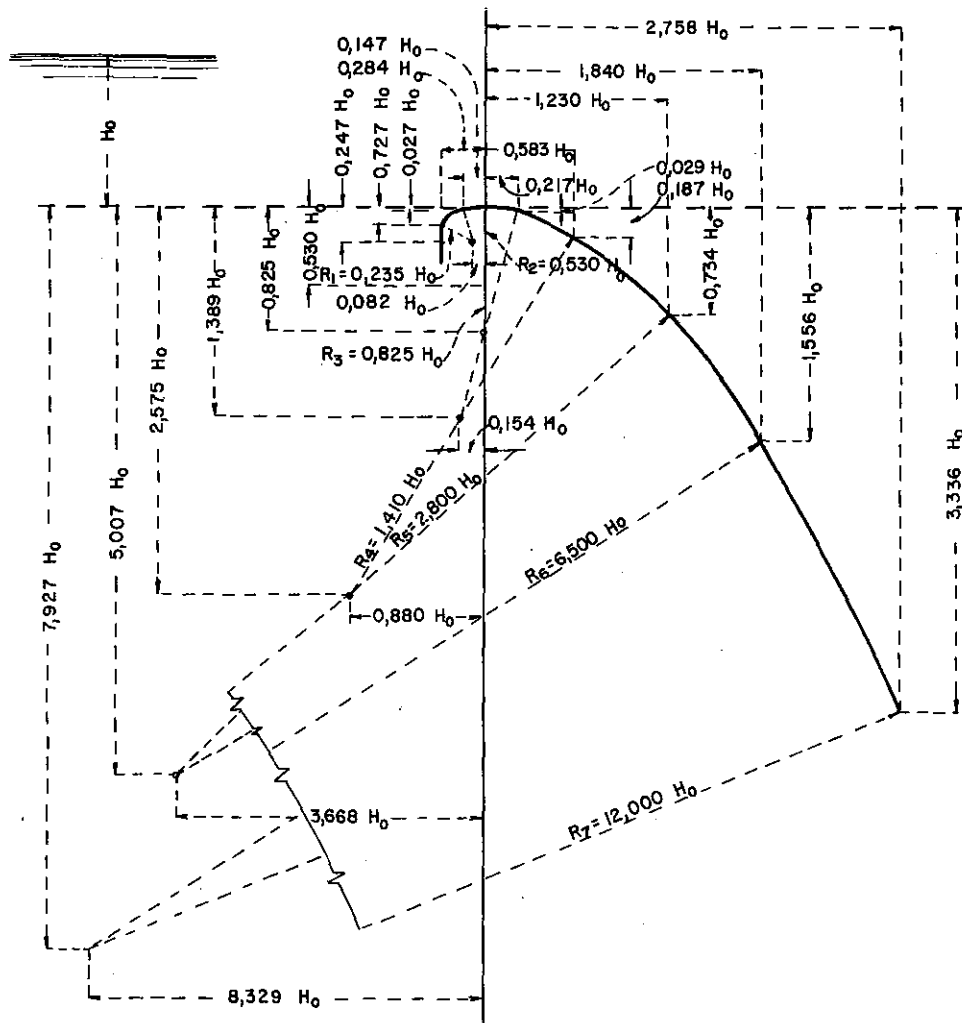 2,758 H₀
0,147 H₀
1,840 H₀
0,284 H₀
1,230 H₀
H₀
0,247 H₀
0,727 H₀
0,027 H₀
0,583 H₀
0,029 H₀
0,217 H₀
0,187 H₀
0,530 H₀
0,825 H₀
R₁=0,235 H₀
R₂=0,530 H₀
0,734 H₀
0,082 H₀
1,389 H₀
R₃=0,825 H₀
1,556 H₀
2,575 H₀
0,154 H₀
3,336 H₀
5,007 H₀
R₄=1,410 H₀
R₅=2,800 H₀
R₆=6,500 H₀
7,927 H₀
0,880 H₀
3,668 H₀
R₇=12,000 H₀
8,329 H₀